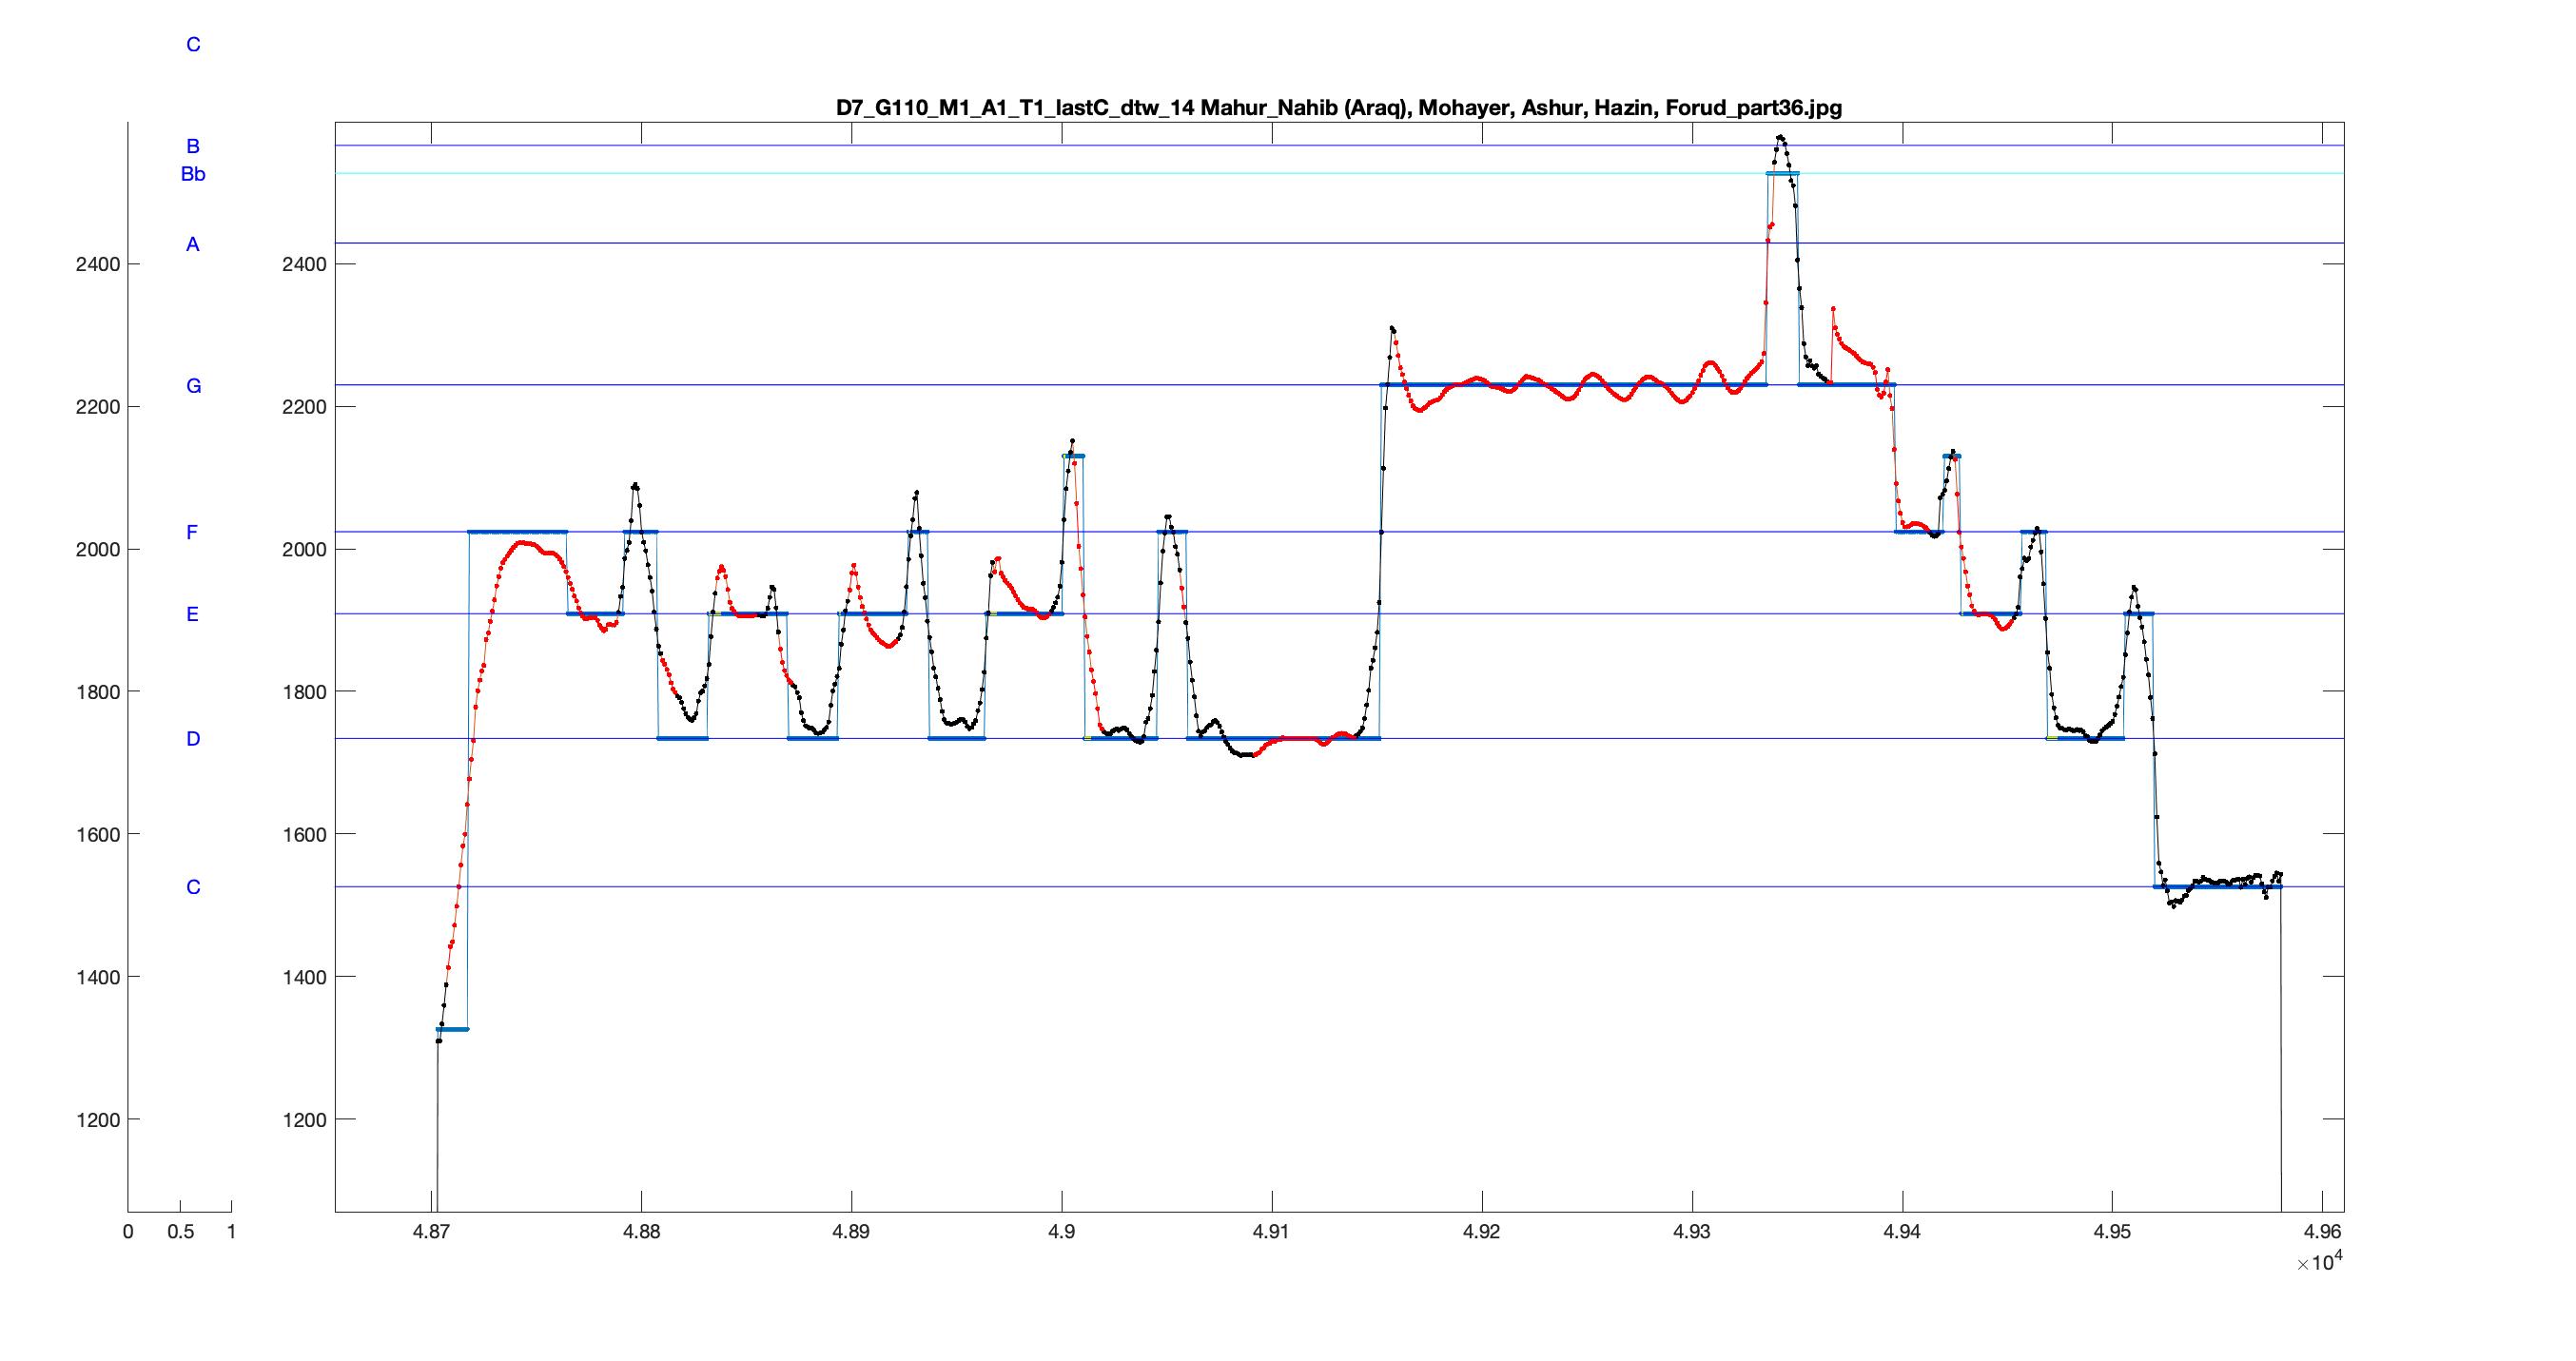 C
D7_G110_M1_A1_T1_lastC_dtw_14 Mahur_Nahib (Araq), Mohayer, Ashur, Hazin, Forud_part36.jpg
B
Bb
A
2400 2400
G
2200 2200
F
2000 2000
E
1800 1800
D
1600 1600
C
1400 1400
1200 1200
0 0.5 1 4.87 4.88 4.89 4.9 4.91 4.92 4.93 4.94 4.95 4.96
×10^4